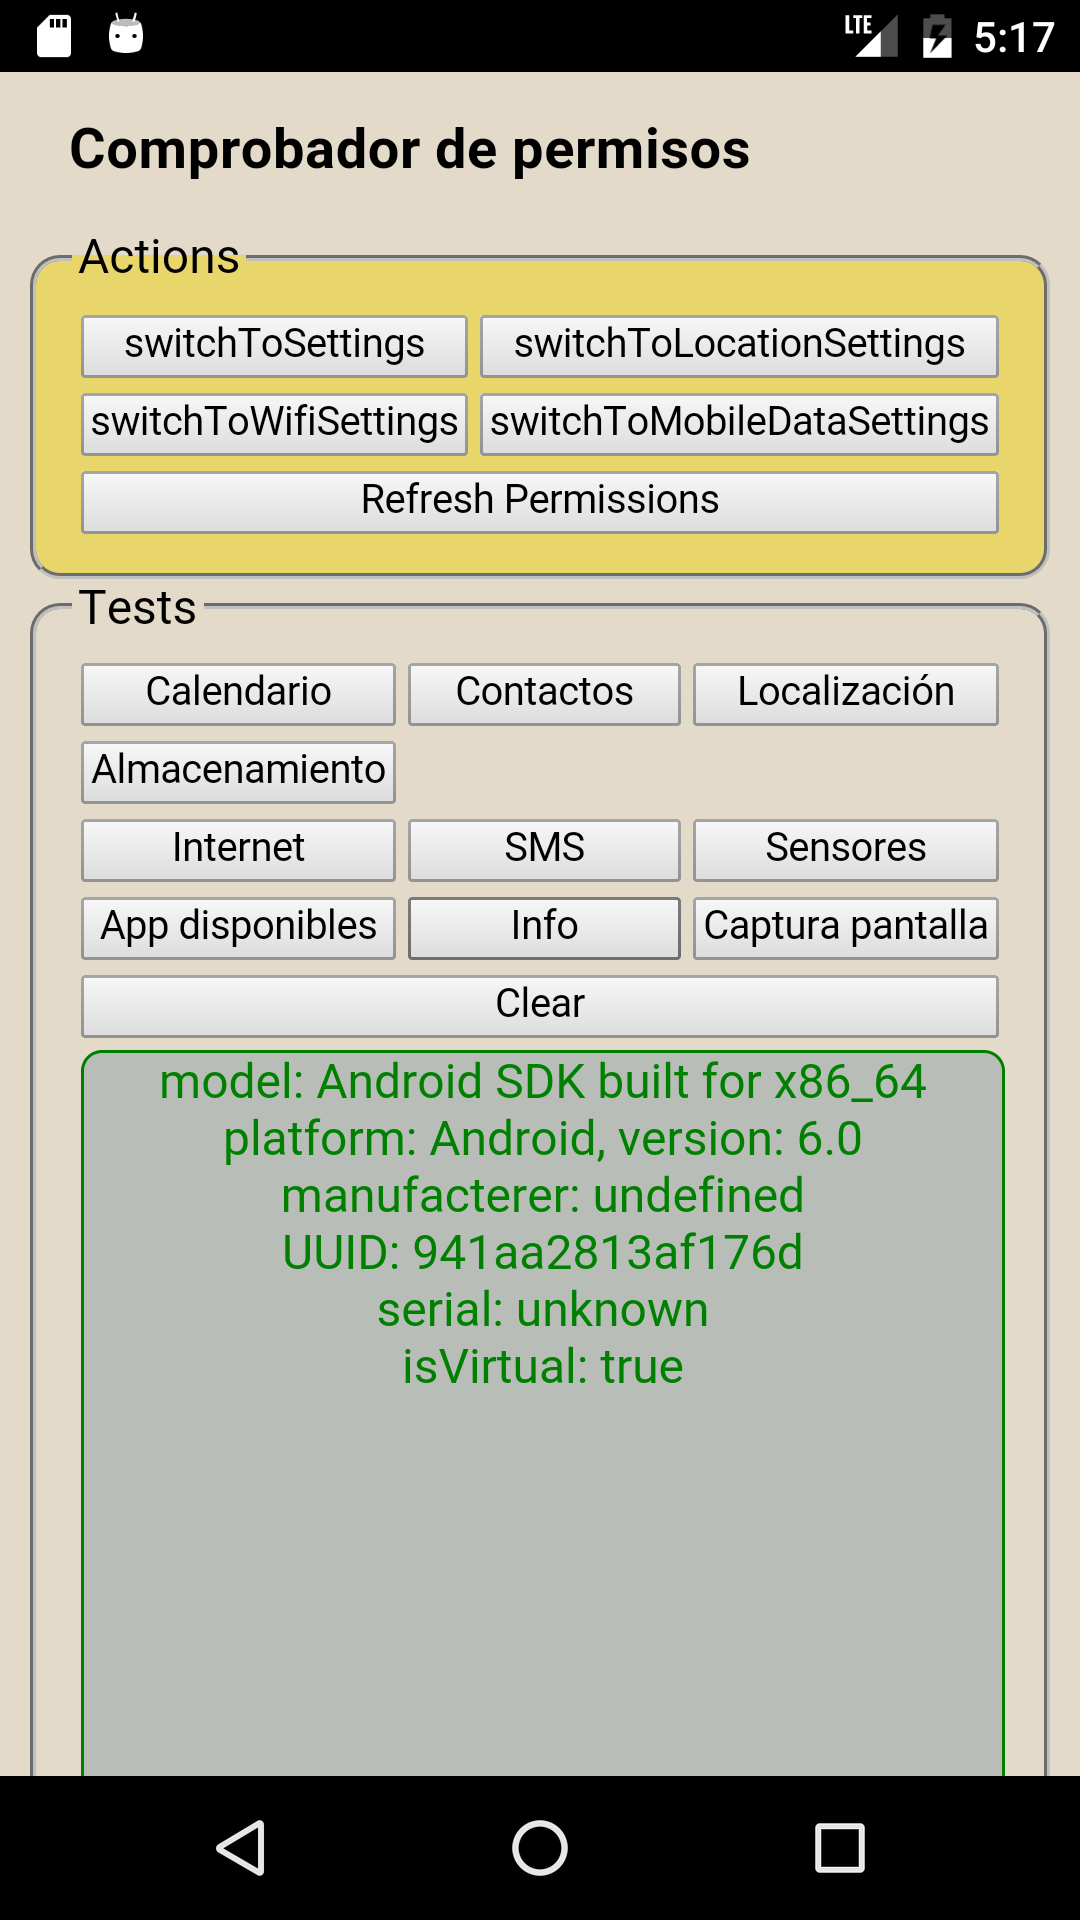 LTE 5:17
Comprobador de permisos
Actions
switchToSettings switchToLocationSettings
switchToWifiSettings switchToMobileDataSettings
Refresh Permissions
Tests
Calendario Contactos Localización
Almacenamiento
Internet SMS Sensores
App disponibles Info Captura pantalla
Clear
model: Android SDK built for x86_64
platform: Android, version: 6.0
manufacterer: undefined
UUID: 941aa2813af176d
serial: unknown
isVirtual: true